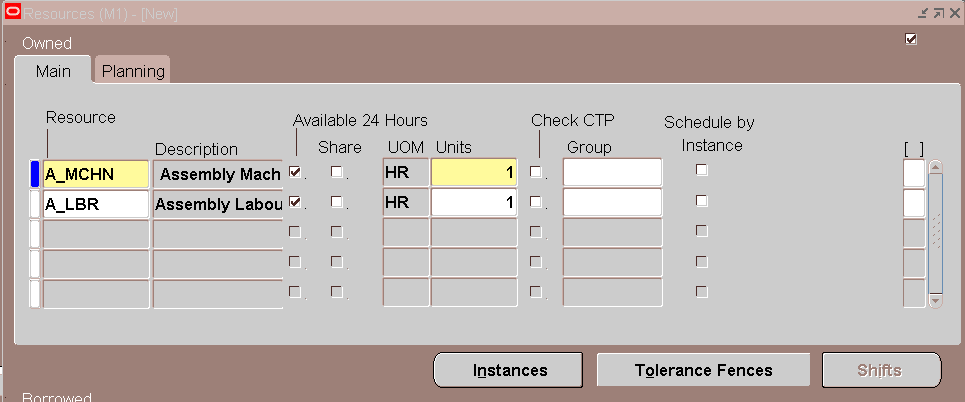 Resources (M1) - [New]
Owned
Main Planning
Resource Available 24 Hours Check CTP Schedule by
Description Share UOM Units Group Instance [ ]
A_MCHN Assembly Mach HR 1
A_LBR Assembly Labou HR 1
Instances Tolerance Fences Shifts
Borrowed